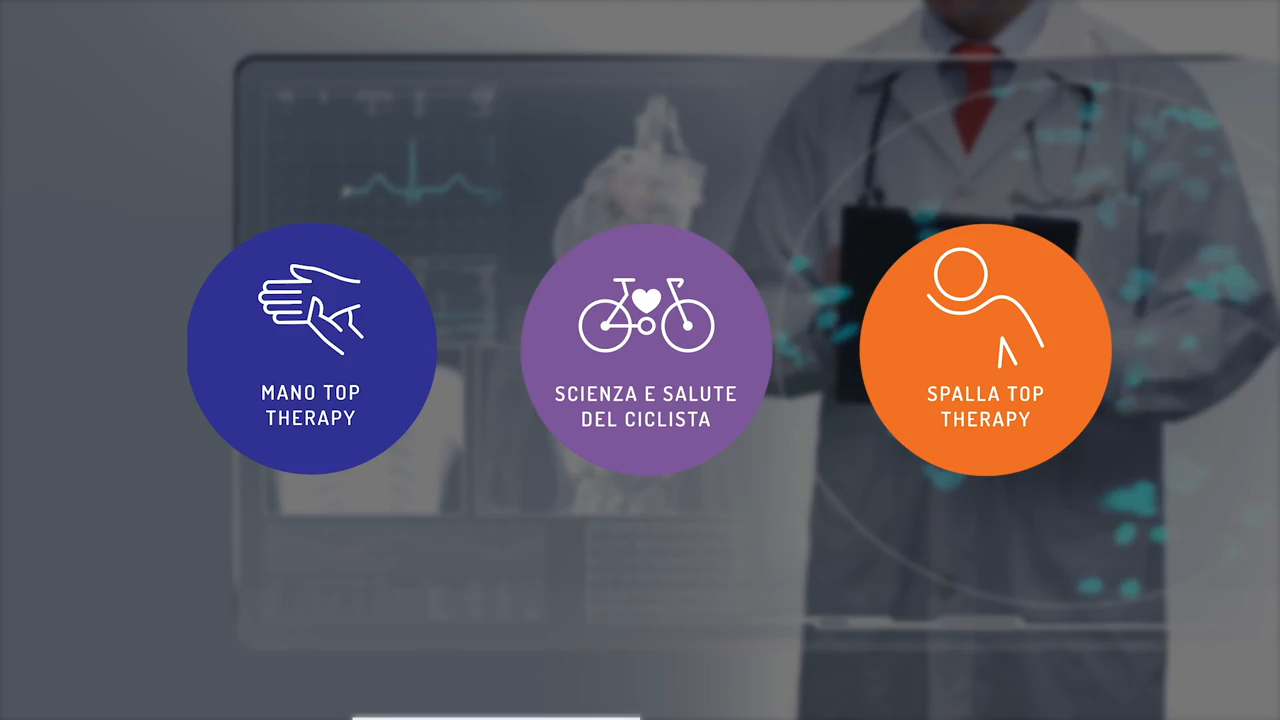 MANO TOP
THERAPY
SCIENZA E SALUTE
DEL CICLISTA
SPALLA TOP
THERAPY